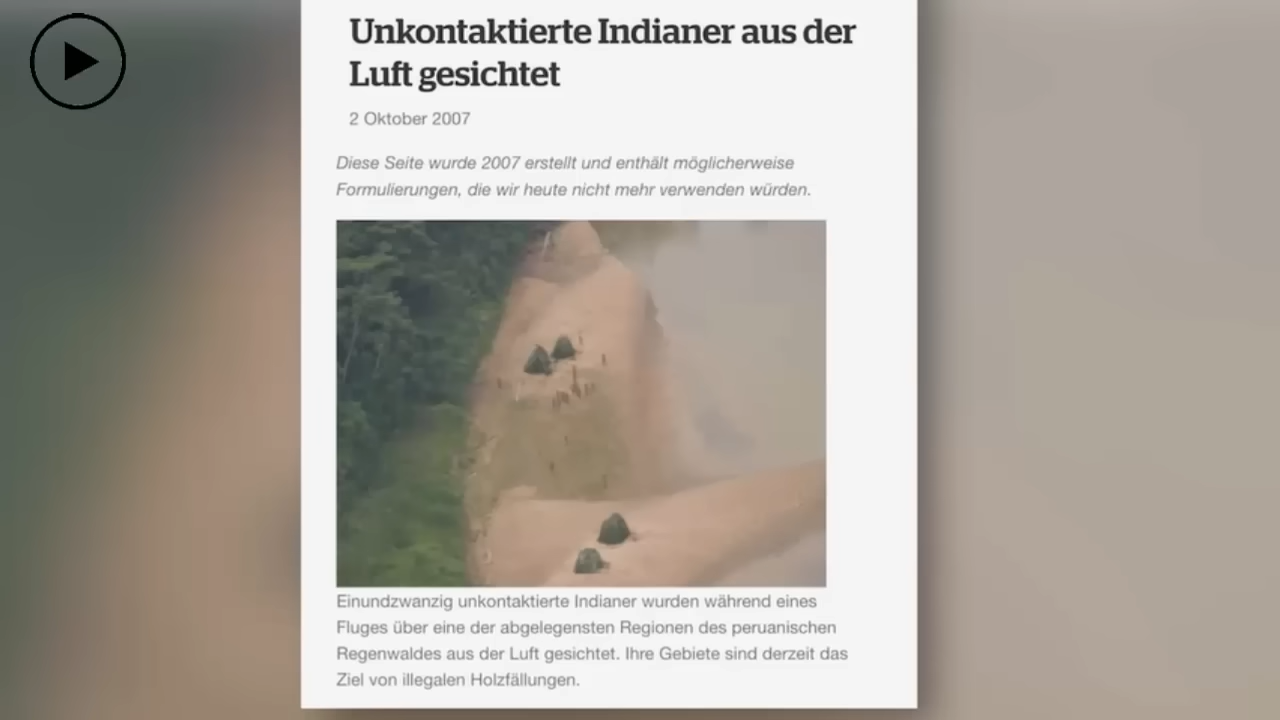 Unkontaktierte Indianer aus der
Luft gesichtet
2 Oktober 2007
Diese Seite wurde 2007 erstellt und enthält möglicherweise
Formulierungen, die wir heute nicht mehr verwenden würden.
Einundzwanzig unkontaktierte Indianer wurden während eines
Fluges über eine der abgelegensten Regionen des peruanischen
Regenwaldes aus der Luft gesichtet. Ihre Gebiete sind derzeit das
Ziel von illegalen Holzfällungen.